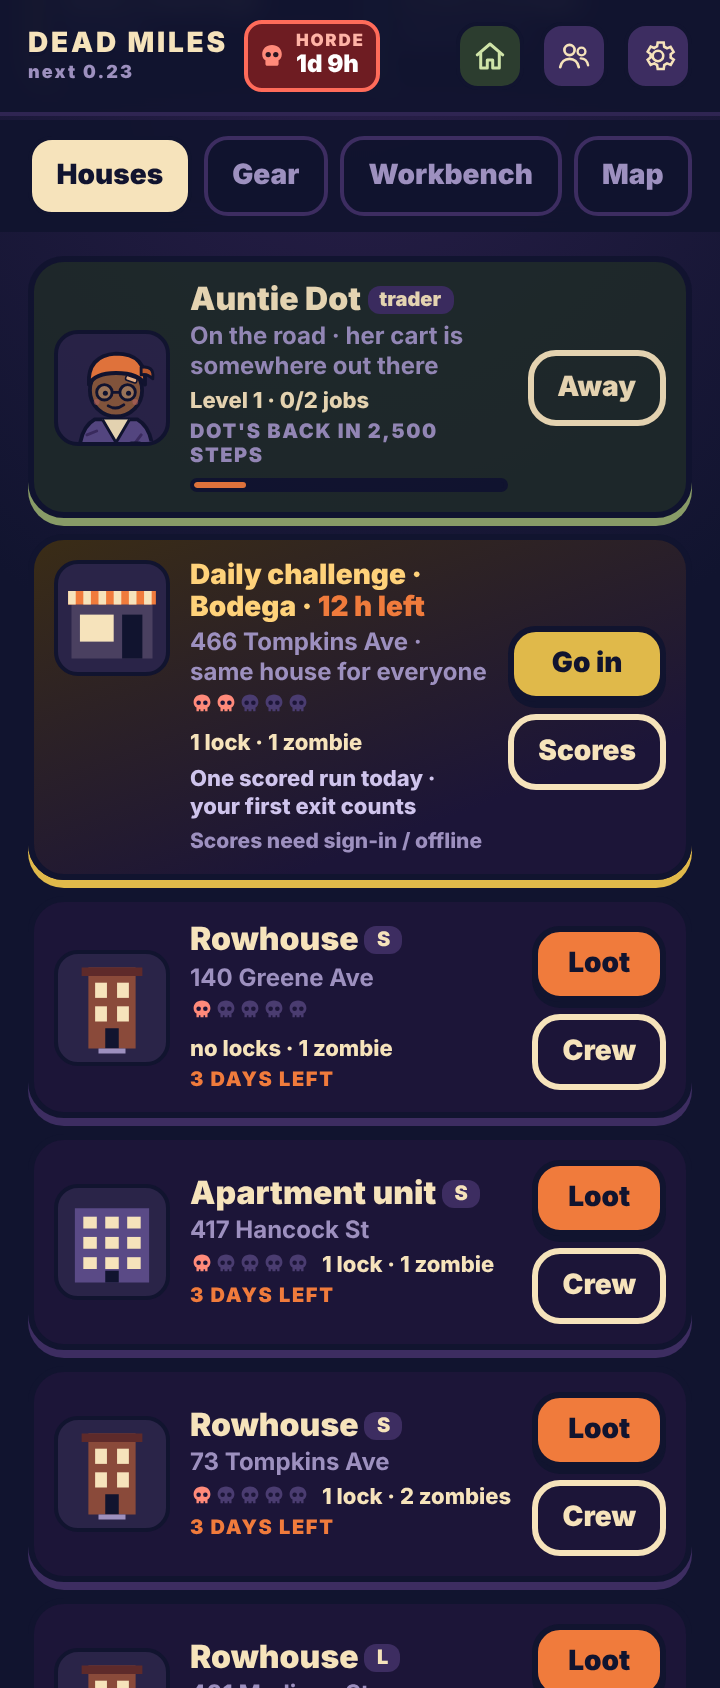 DEAD MILES
next 0.23
HORDE
1d 9h
Houses
Gear
Workbench
Map
Auntie Dot trader
On the road · her cart is
somewhere out there
Level 1 · 0/2 jobs
DOT'S BACK IN 2,500
STEPS
Away
Daily challenge ·
Bodega · 12 h left
466 Tompkins Ave ·
same house for everyone
1 lock · 1 zombie
One scored run today ·
your first exit counts
Scores need sign-in / offline
Go in
Scores
Rowhouse S
140 Greene Ave
no locks · 1 zombie
3 DAYS LEFT
Loot
Crew
Apartment unit S
417 Hancock St
1 lock · 1 zombie
3 DAYS LEFT
Loot
Crew
Rowhouse S
73 Tompkins Ave
1 lock · 2 zombies
3 DAYS LEFT
Loot
Crew
Rowhouse L
Loot